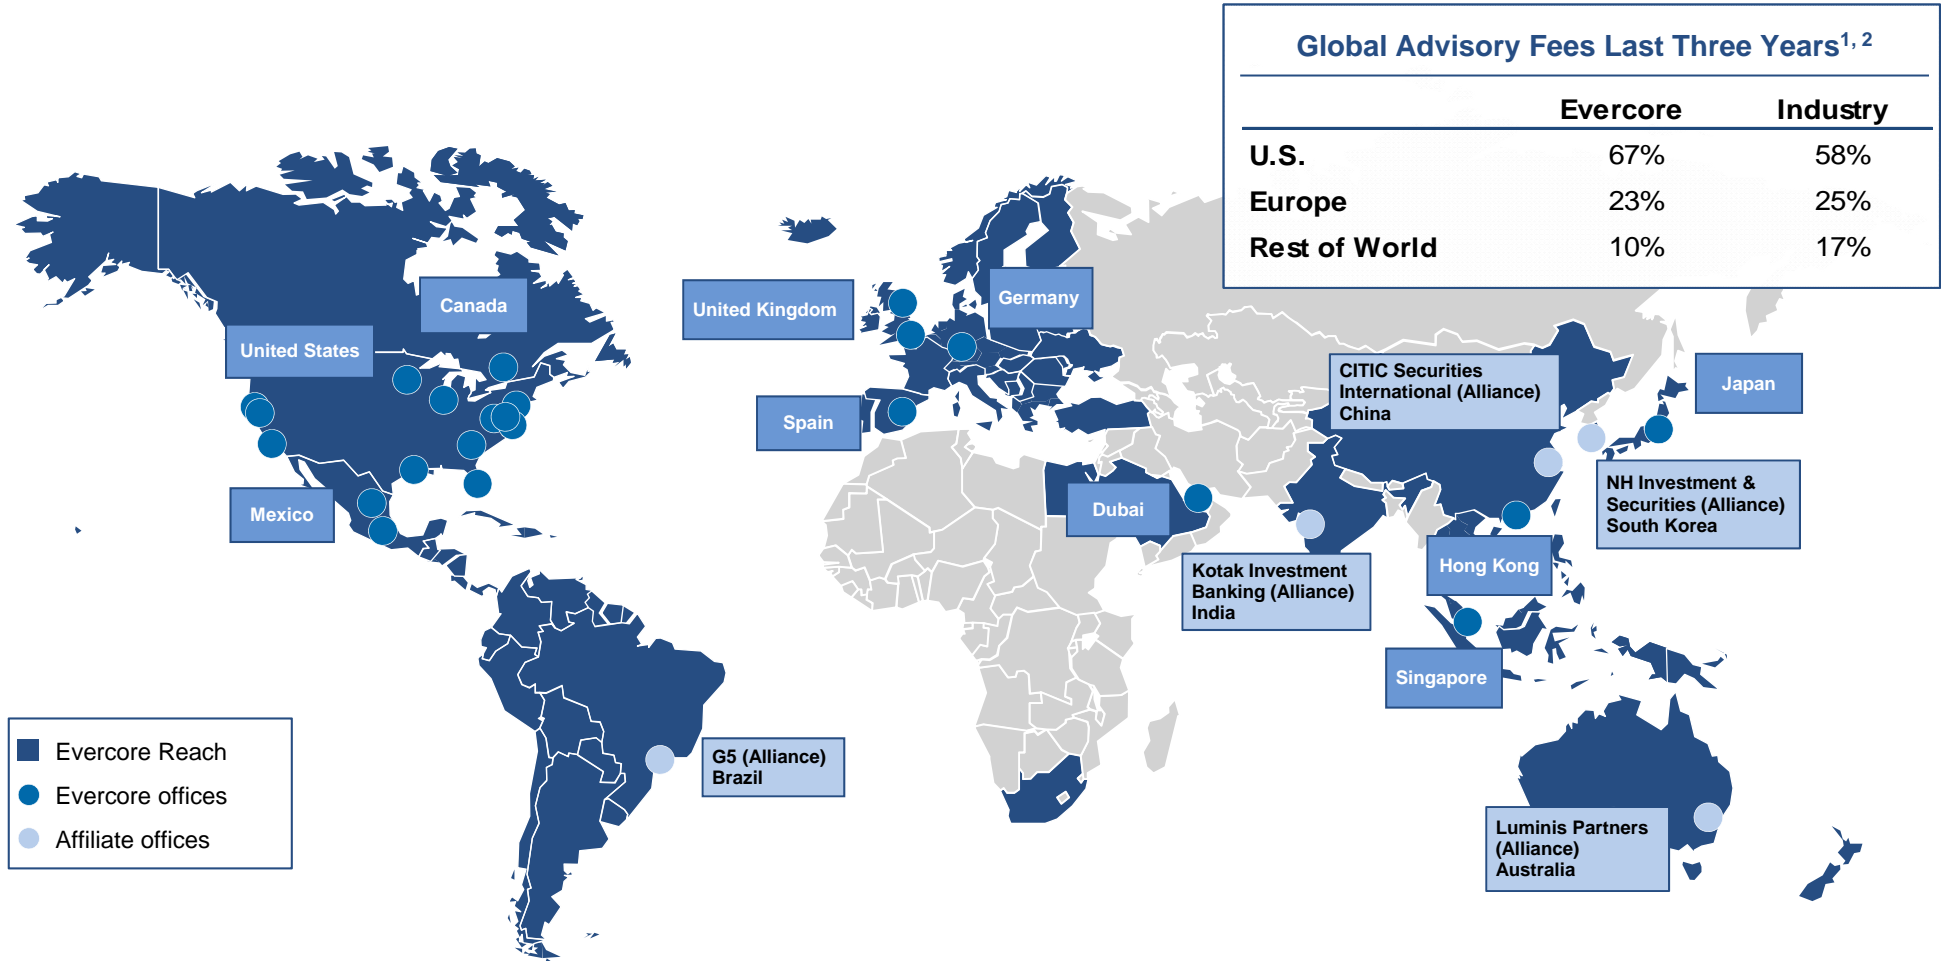 Global Advisory Fees Last Three Years1, 2
Evercore Industry
U.S. 67% 58%
Europe 23% 25%
Rest of World 10% 17%
Canada
United States
Mexico
United Kingdom
Germany
Spain
Dubai
CITIC Securities
International (Alliance)
China
Japan
NH Investment &
Securities (Alliance)
South Korea
Hong Kong
Kotak Investment
Banking (Alliance)
India
Singapore
G5 (Alliance)
Brazil
Luminis Partners
(Alliance)
Australia
Evercore Reach
Evercore offices
Affiliate offices